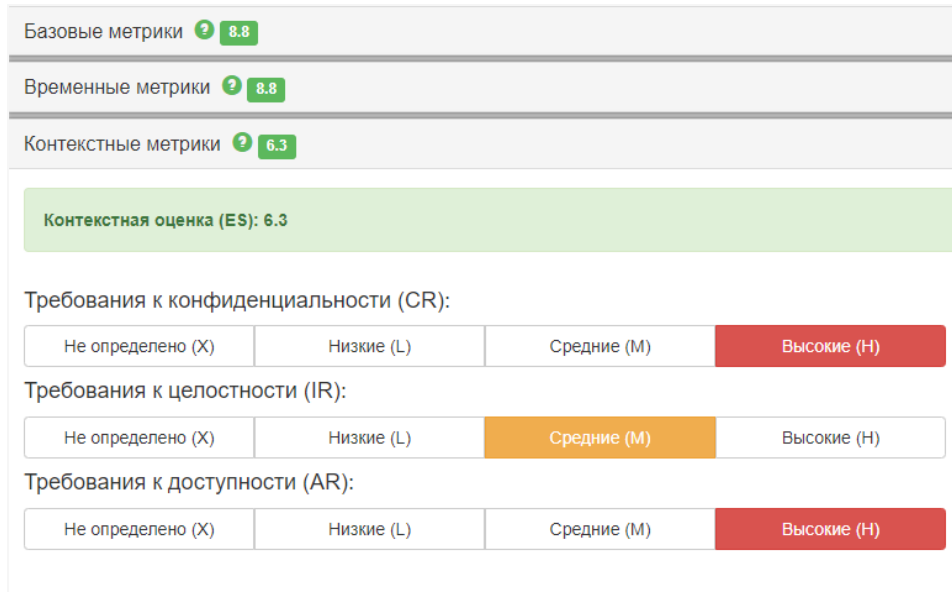 Базовые метрики ? 8.8
Временные метрики ? 8.8
Контекстные метрики ? 6.3
Контекстная оценка (ES): 6.3
Требования к конфиденциальности (CR):
Не определено (X) Низкие (L) Средние (M) Высокие (H)
Требования к целостности (IR):
Не определено (X) Низкие (L) Средние (M) Высокие (H)
Требования к доступности (AR):
Не определено (X) Низкие (L) Средние (M) Высокие (H)